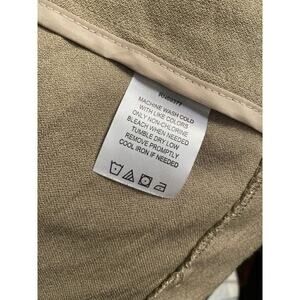 MACHINE WASH COLD
WITH LIKE COLORS
ONLY NON-CHLORINE
BLEACH WHEN NEEDED
TUMBLE DRY LOW
REMOVE PROMPTLY
COOL IRON IF NEEDED